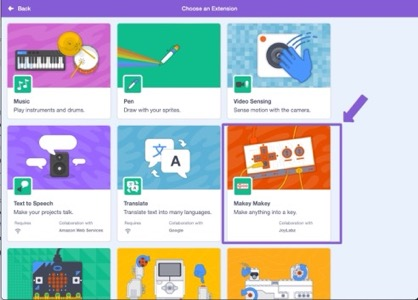 Back
Choose an Extension
Music
Play instruments and drums.
Pen
Draw with your sprites.
Video Sensing
Sense motion with the camera.
Text to Speech
Make your projects talk.
Requires
Collaboration with
Amazon Web Services
Translate
Translate text into many languages.
Requires
Collaboration with
Google
Makey Makey
Make anything into a key.
Collaboration with
JoyLabz
A